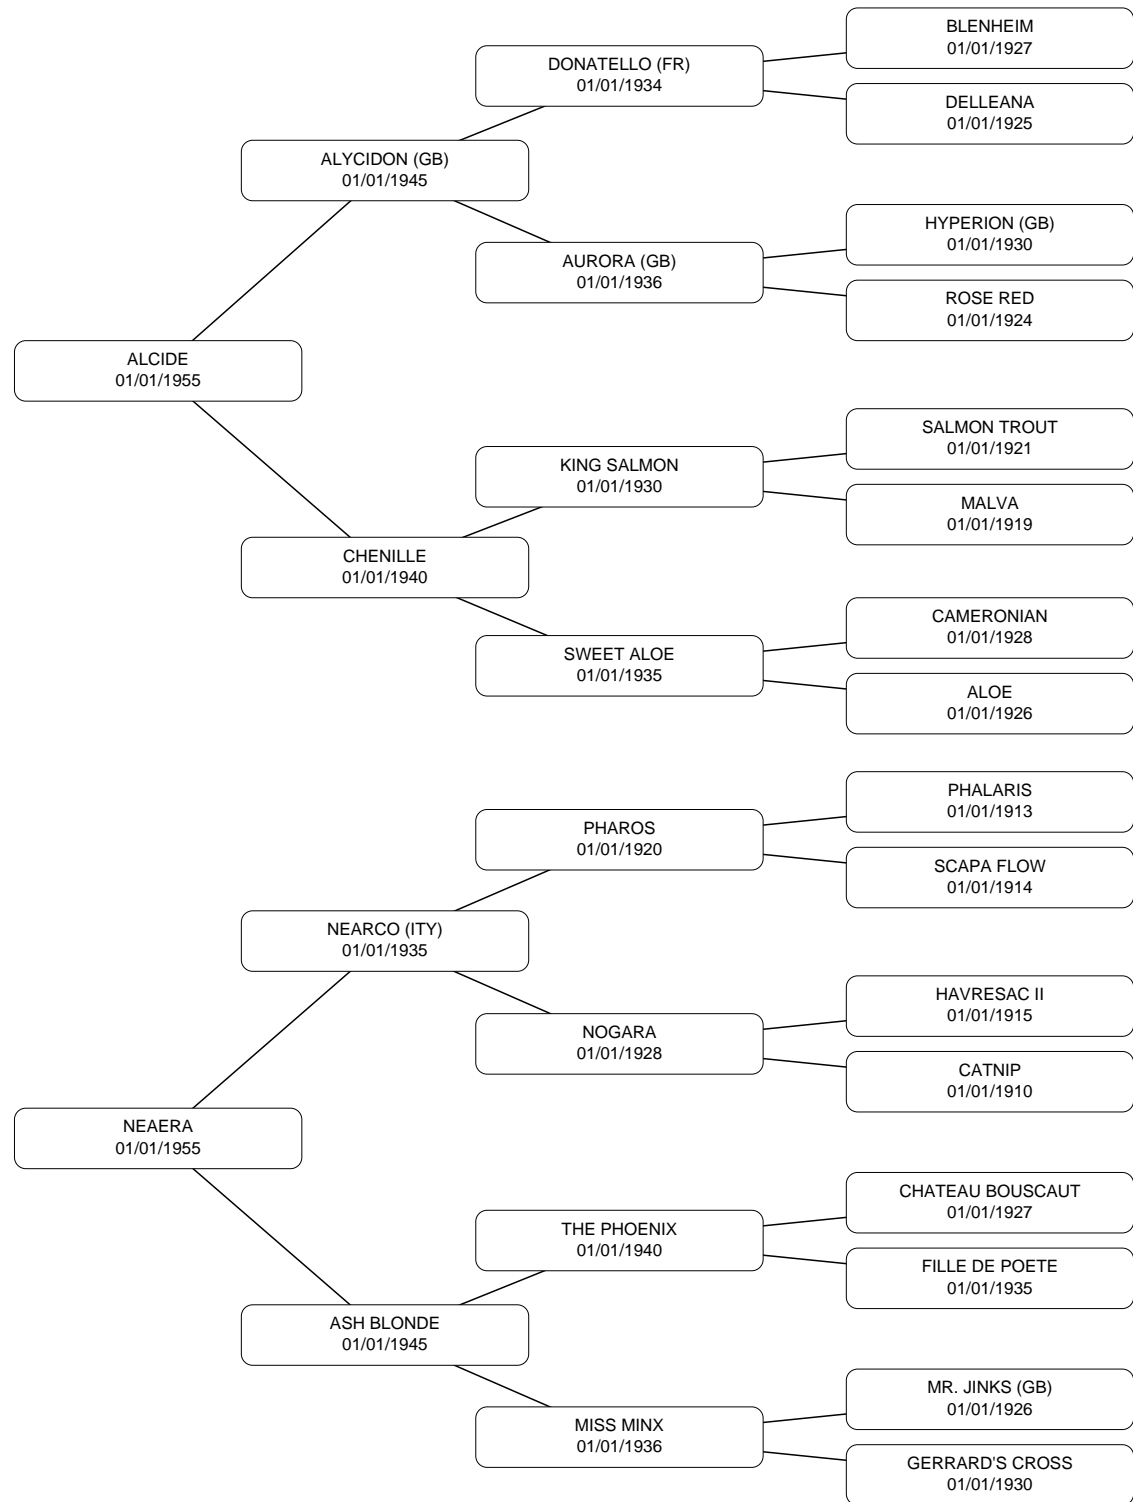 BLENHEIM
01/01/1927
DONATELLO (FR)
01/01/1934
DELLEANA
01/01/1925
ALYCIDON (GB)
01/01/1945
HYPERION (GB)
01/01/1930
AURORA (GB)
01/01/1936
ROSE RED
01/01/1924
ALCIDE
01/01/1955
SALMON TROUT
01/01/1921
KING SALMON
01/01/1930
MALVA
01/01/1919
CHENILLE
01/01/1940
CAMERONIAN
01/01/1928
SWEET ALOE
01/01/1935
ALOE
01/01/1926
PHALARIS
01/01/1913
PHAROS
01/01/1920
SCAPA FLOW
01/01/1914
NEARCO (ITY)
01/01/1935
HAVRESAC II
01/01/1915
NOGARA
01/01/1928
CATNIP
01/01/1910
NEAERA
01/01/1955
CHATEAU BOUSCAUT
01/01/1927
THE PHOENIX
01/01/1940
FILLE DE POETE
01/01/1935
ASH BLONDE
01/01/1945
MR. JINKS (GB)
01/01/1926
MISS MINX
01/01/1936
GERRARD'S CROSS
01/01/1930